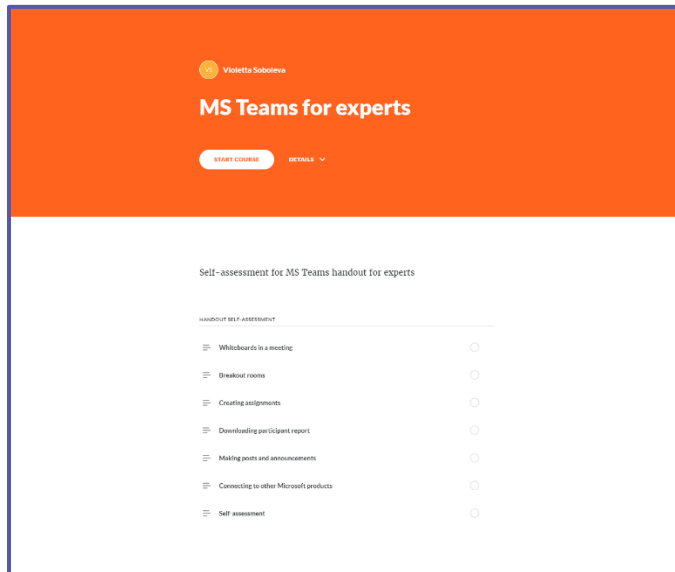 VS Violetta Soboleva
MS Teams for experts
START COURSE DETAILS
Self-assessment for MS Teams handout for experts
HANDOUT SELF-ASSESSMENT
Whiteboards in a meeting
Breakout rooms
Creating assignments
Downloading participant report
Making posts and announcements
Connecting to other Microsoft products
Self-assessment